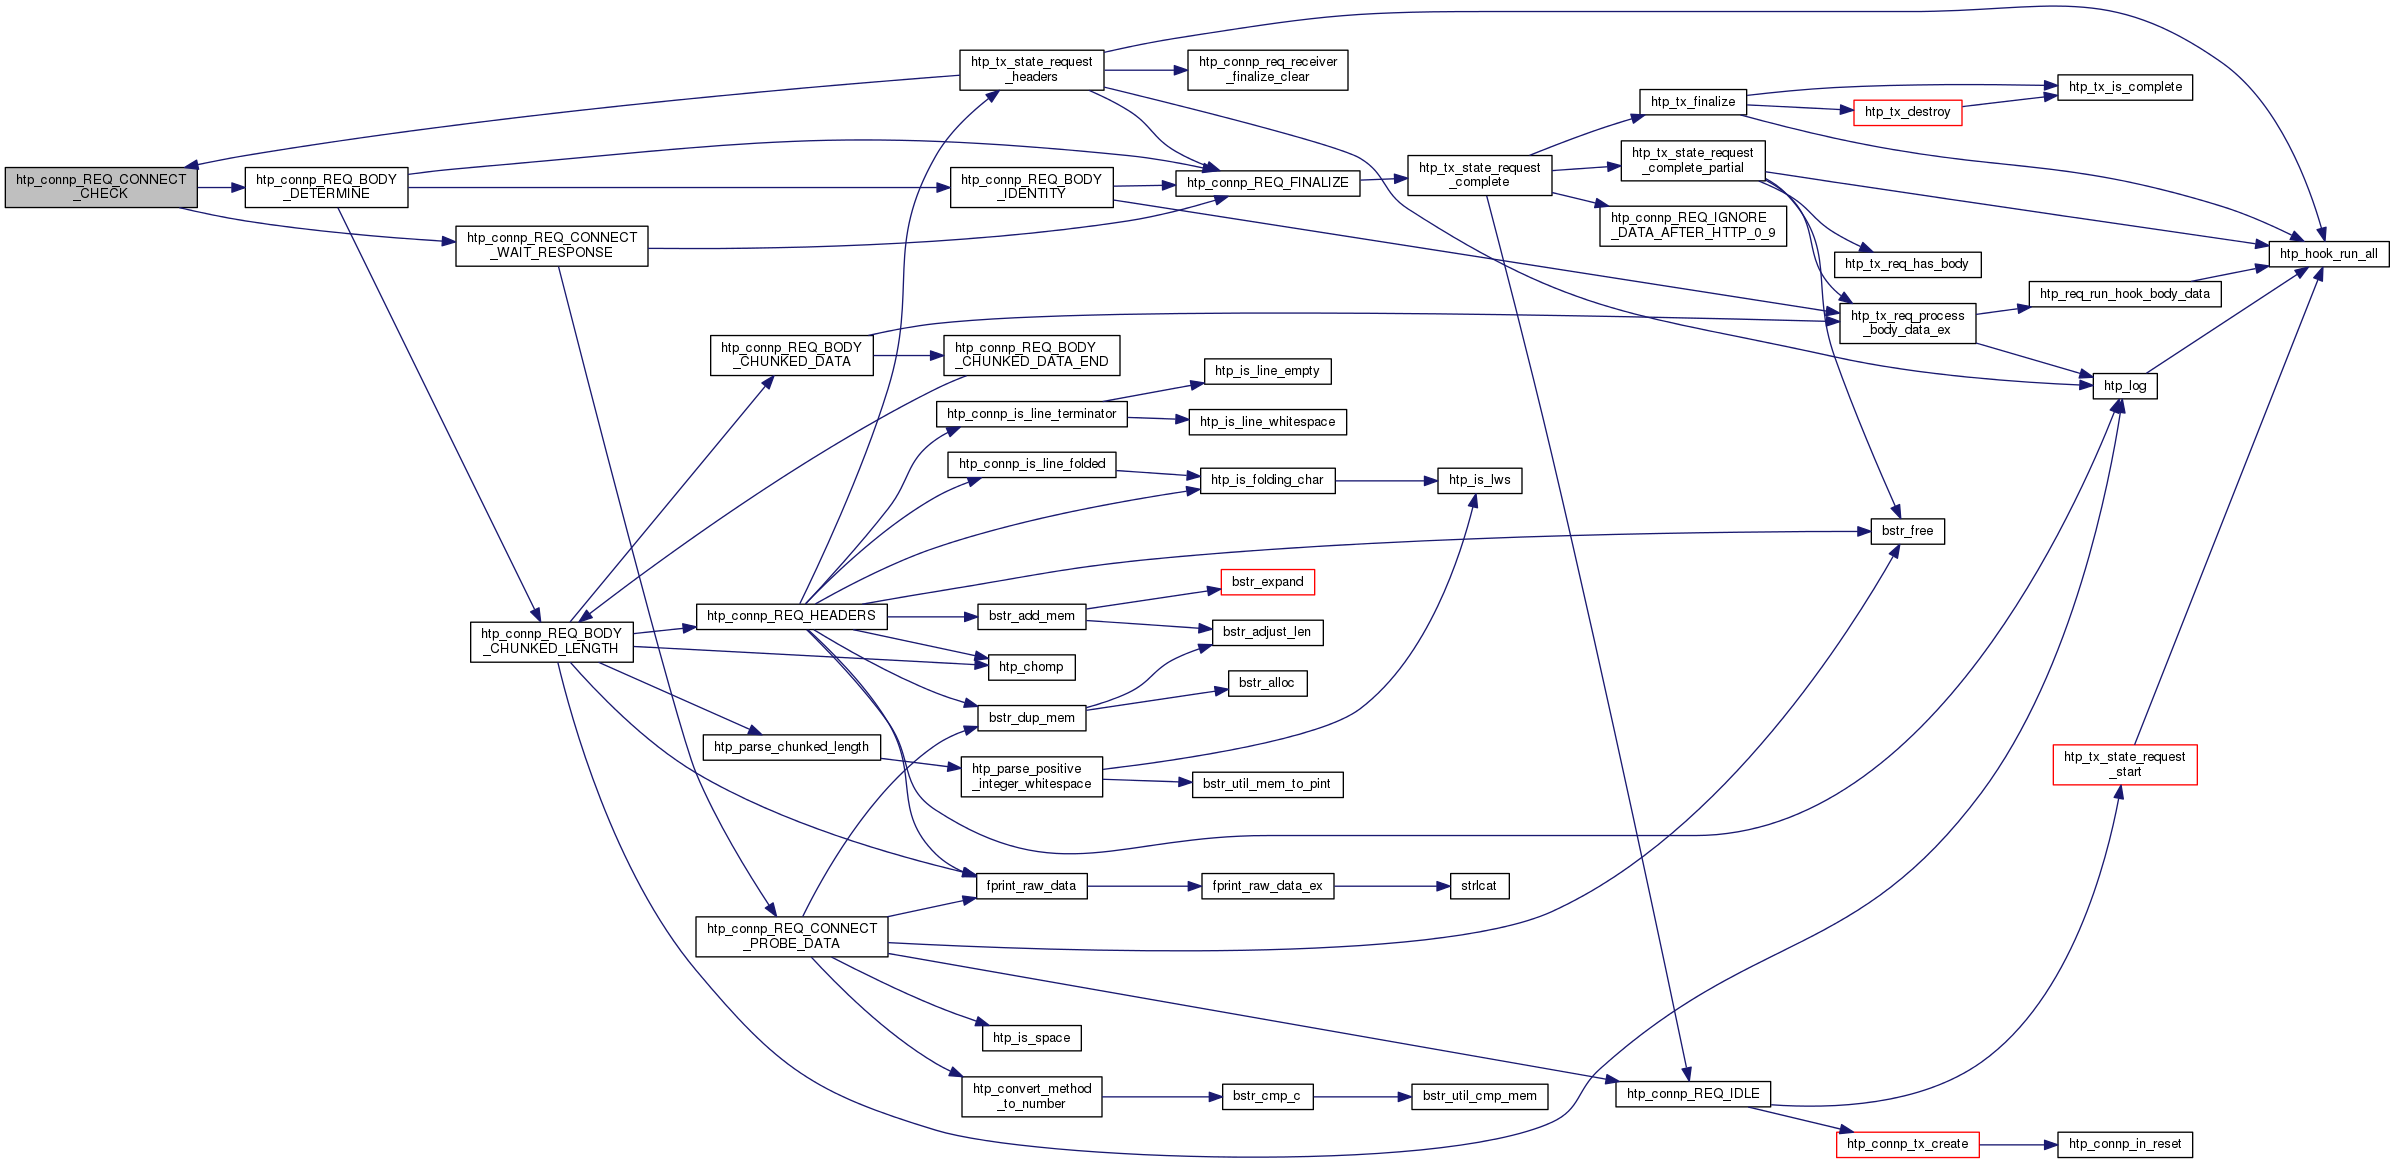 htp_connp_REQ_CONNECT
_CHECK
htp_connp_REQ_BODY
_DETERMINE
htp_connp_REQ_CONNECT
_WAIT_RESPONSE
htp_connp_REQ_BODY
_CHUNKED_LENGTH
htp_connp_REQ_BODY
_CHUNKED_DATA
htp_connp_REQ_HEADERS
htp_parse_chunked_length
htp_connp_REQ_CONNECT
_PROBE_DATA
htp_tx_state_request
_headers
htp_connp_REQ_BODY
_IDENTITY
htp_connp_REQ_BODY
_CHUNKED_DATA_END
htp_connp_is_line_terminator
htp_connp_is_line_folded
bstr_add_mem
htp_chomp
bstr_dup_mem
htp_parse_positive
_integer_whitespace
fprint_raw_data
htp_is_space
htp_convert_method
_to_number
htp_connp_req_receiver
_finalize_clear
htp_connp_REQ_FINALIZE
htp_is_line_empty
htp_is_line_whitespace
htp_is_folding_char
bstr_expand
bstr_adjust_len
bstr_alloc
bstr_util_mem_to_pint
fprint_raw_data_ex
bstr_cmp_c
htp_tx_state_request
_complete
htp_is_lws
strlcat
bstr_util_cmp_mem
htp_tx_finalize
htp_tx_state_request
_complete_partial
htp_connp_REQ_IGNORE
_DATA_AFTER_HTTP_0_9
htp_connp_REQ_IDLE
htp_tx_destroy
htp_tx_req_has_body
htp_tx_req_process
_body_data_ex
bstr_free
htp_connp_tx_create
htp_tx_is_complete
htp_req_run_hook_body_data
htp_log
htp_tx_state_request
_start
htp_connp_in_reset
htp_hook_run_all